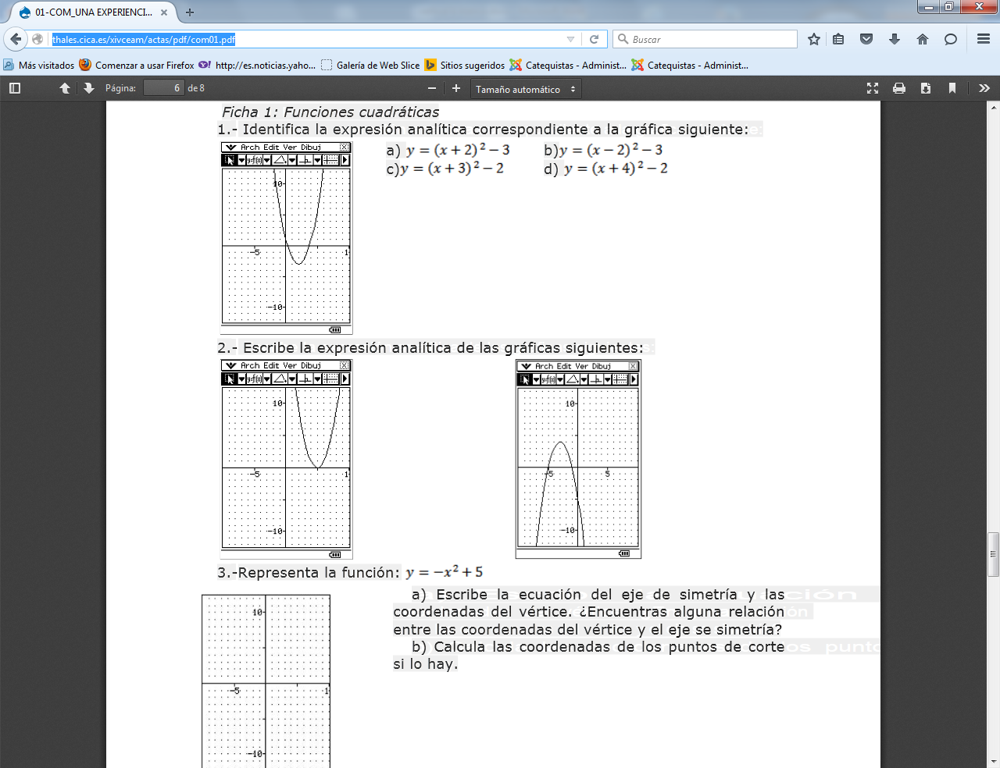 01-COM_UNA EXPERIENCI...
thales.cica.es/xivceam/actas/pdf/com01.pdf
Buscar
Más visitados Comenzar a usar Firefox http://es.noticias.yaho... Galería de Web Slice Sitios sugeridos Catequistas - Administ... Catequistas - Administ...
Página: 6 de 8 Tamaño automático
Ficha 1: Funciones cuadráticas
1.- Identifica la expresión analítica correspondiente a la gráfica siguiente:
Arch Edit Ver Dibuj
a) y = (x + 2)² − 3 b) y = (x − 2)² − 3
c) y = (x + 3)² − 2 d) y = (x + 4)² − 2
y=f(x)
10
-5 1
-10
2.- Escribe la expresión analítica de las gráficas siguientes:
Arch Edit Ver Dibuj
y=f(x)
10
-5 1
-10
Arch Edit Ver Dibuj
y=f(x)
10
-5 5
-10
3.-Representa la función: y = −x² + 5
10
-5 1
-10
a) Escribe la ecuación del eje de simetría y las
coordenadas del vértice. ¿Encuentras alguna relación
entre las coordenadas del vértice y el eje se simetría?
b) Calcula las coordenadas de los puntos de corte
si lo hay.